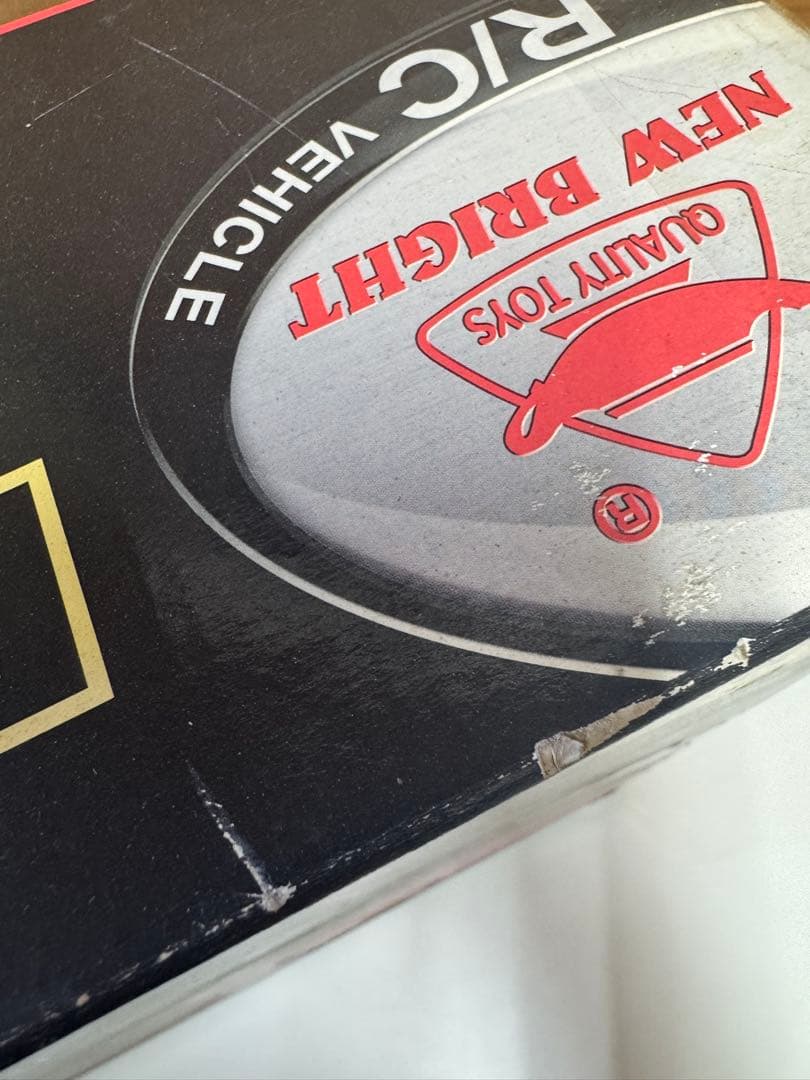 R/C VEHICLE
NEW BRIGHT
QUALITY TOYS
®